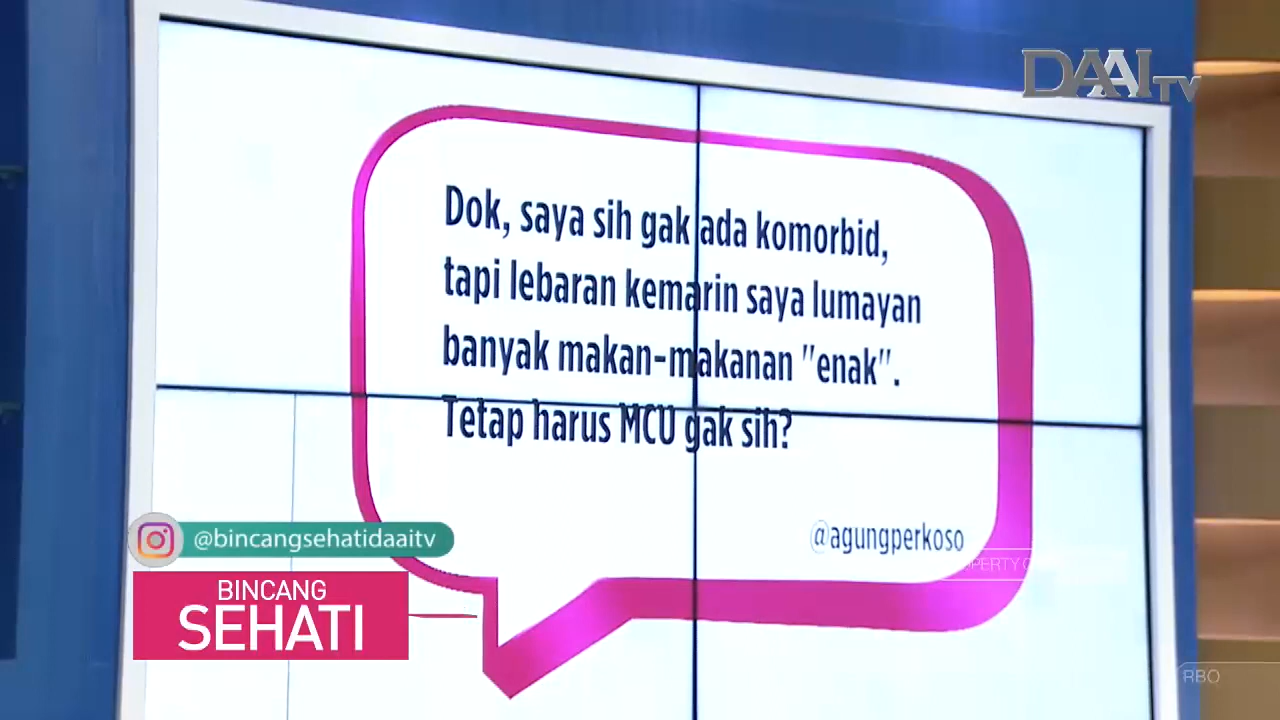 DAAI TV
Dok, saya sih gak ada komorbid,
tapi lebaran kemarin saya lumayan
banyak makan-makanan "enak".
Tetap harus MCU gak sih?
@agungperkoso
@bincangsehatidaaitv
BINCANG
SEHATI
RBO